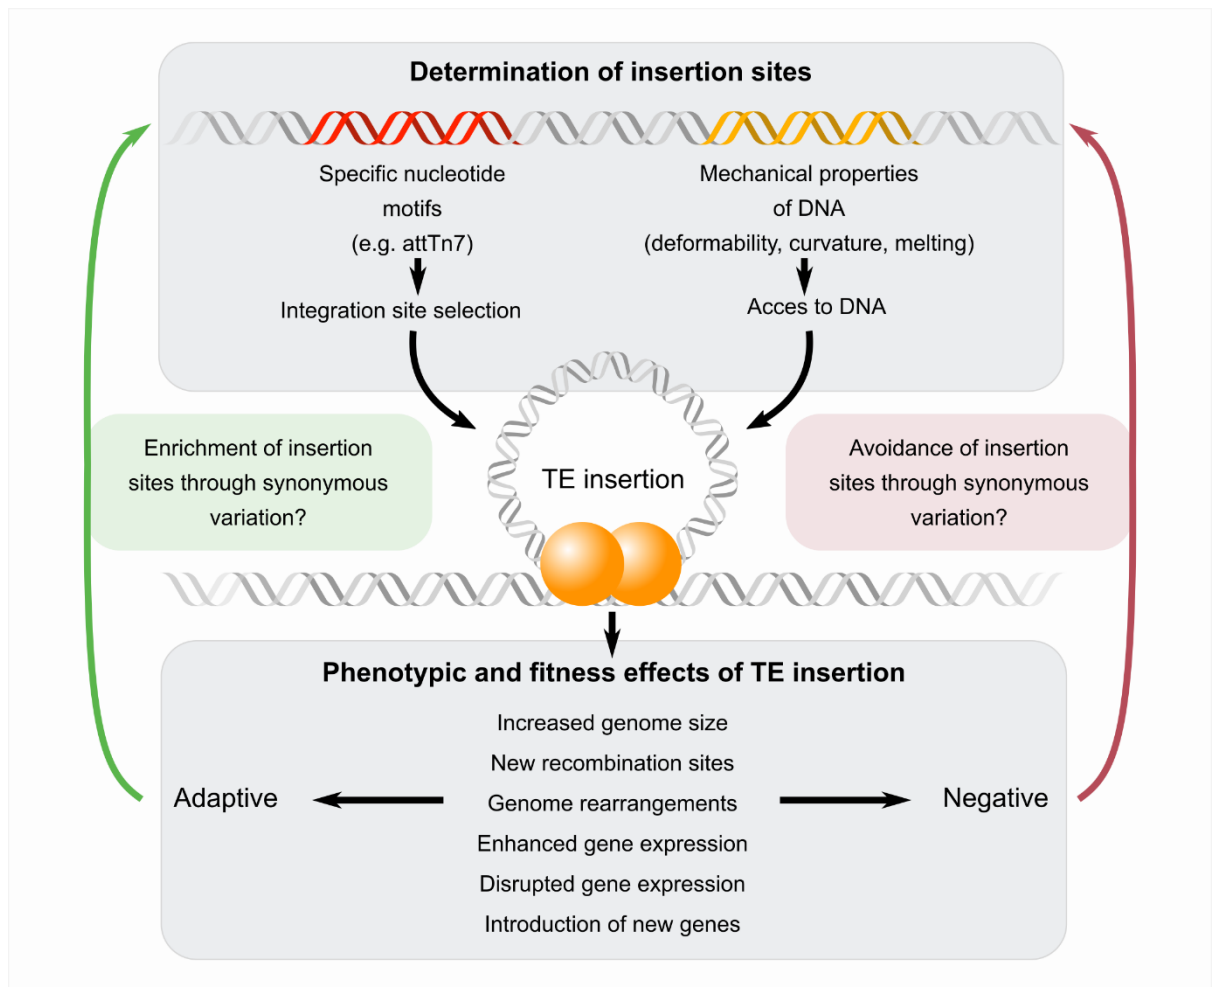 Determination of insertion sites
Specific nucleotide
motifs
(e.g. attTn7)
Mechanical properties
of DNA
(deformability, curvature, melting)
Integration site selection
Acces to DNA
Enrichment of insertion
sites through synonymous
variation?
TE insertion
Avoidance of insertion
sites through synonymous
variation?
Phenotypic and fitness effects of TE insertion
Increased genome size
New recombination sites
Adaptive
Genome rearrangements
Negative
Enhanced gene expression
Disrupted gene expression
Introduction of new genes